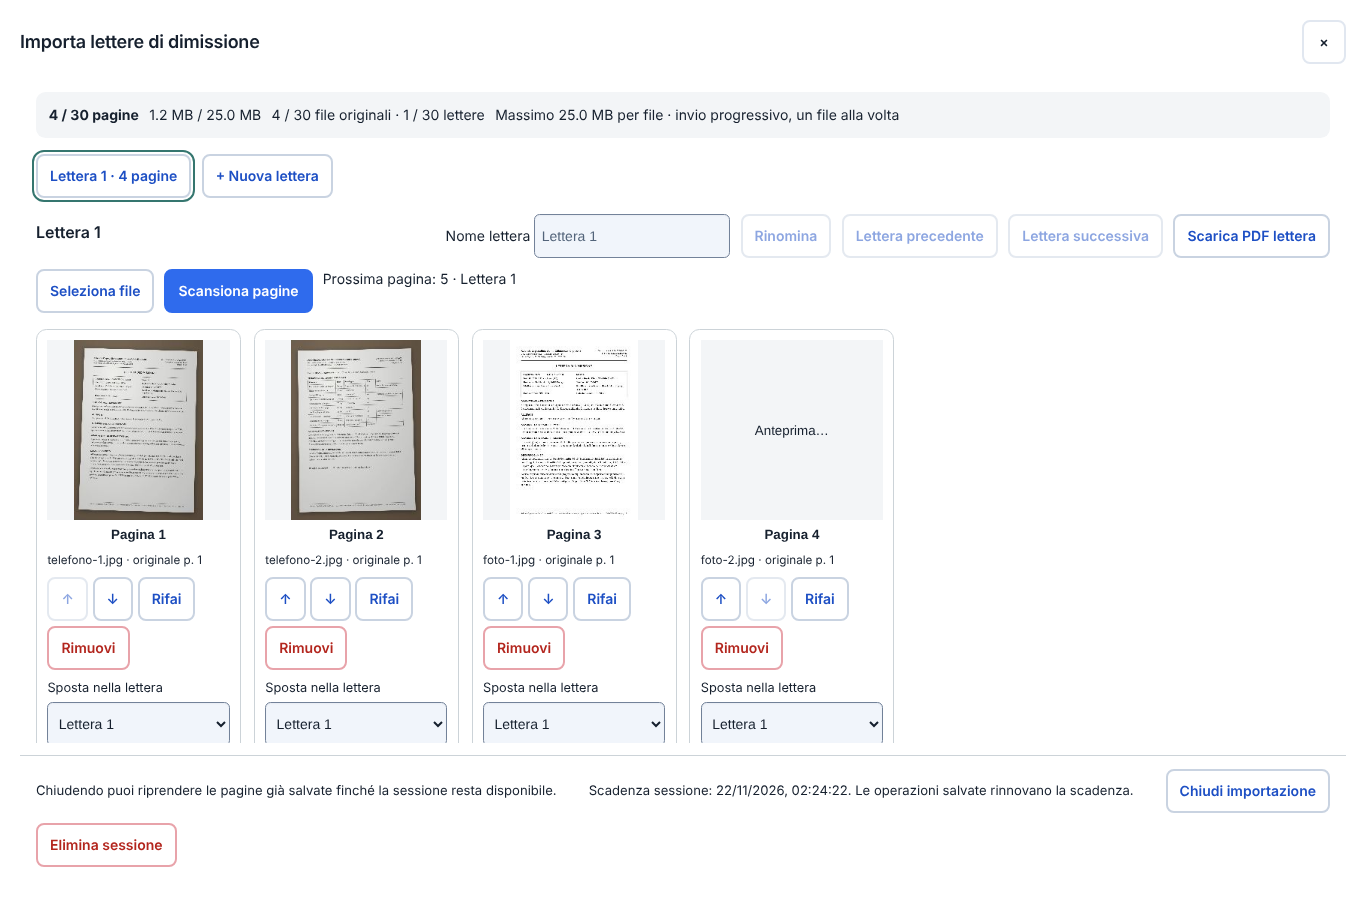 Importa lettere di dimissione
×
4 / 30 pagine 1.2 MB / 25.0 MB 4 / 30 file originali · 1 / 30 lettere Massimo 25.0 MB per file · invio progressivo, un file alla volta
Lettera 1 · 4 pagine
+ Nuova lettera
Lettera 1
Nome lettera
Lettera 1
Rinomina
Lettera precedente
Lettera successiva
Scarica PDF lettera
Seleziona file
Scansiona pagine
Prossima pagina: 5 · Lettera 1
Pagina 1
telefono-1.jpg · originale p. 1
↑
↓
Rifai
Rimuovi
Sposta nella lettera
Lettera 1
Pagina 2
telefono-2.jpg · originale p. 1
↑
↓
Rifai
Rimuovi
Sposta nella lettera
Lettera 1
Pagina 3
foto-1.jpg · originale p. 1
↑
↓
Rifai
Rimuovi
Sposta nella lettera
Lettera 1
Anteprima…
Pagina 4
foto-2.jpg · originale p. 1
↑
↓
Rifai
Rimuovi
Sposta nella lettera
Lettera 1
Chiudendo puoi riprendere le pagine già salvate finché la sessione resta disponibile.
Scadenza sessione: 22/11/2026, 02:24:22. Le operazioni salvate rinnovano la scadenza.
Chiudi importazione
Elimina sessione